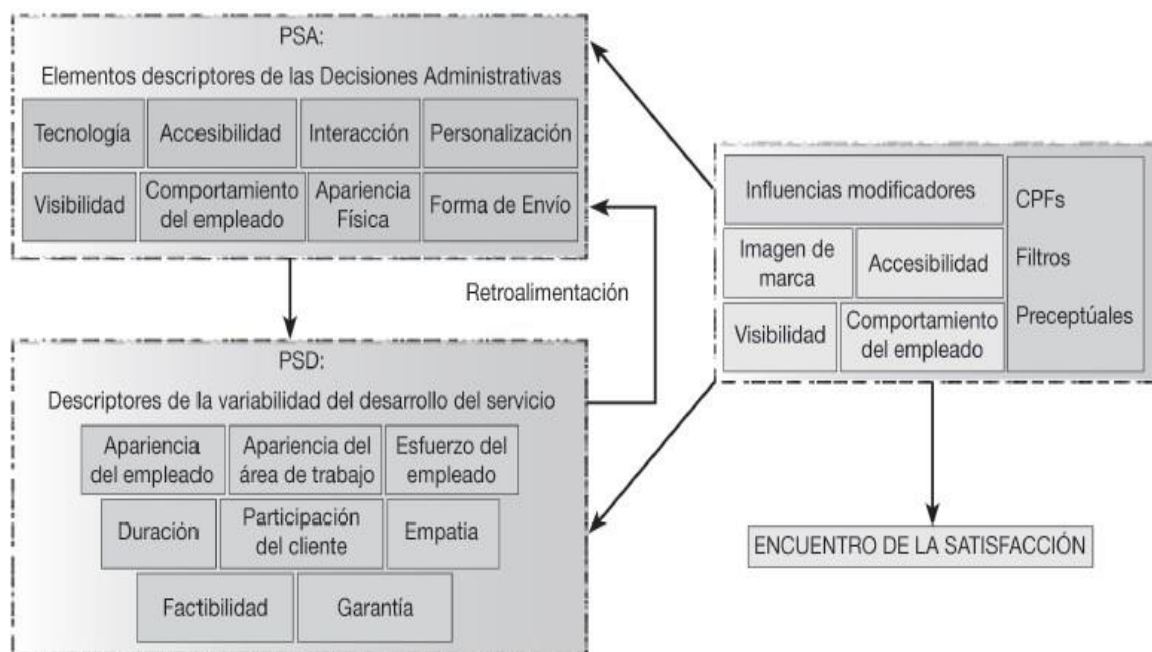 PSA:
Elementos descriptores de las Decisiones Administrativas
Tecnología
Accesibilidad
Interacción
Personalización
Visibilidad
Comportamiento
del empleado
Apariencia
Física
Forma de Envío
Retroalimentación
PSD:
Descriptores de la variabilidad del desarrollo del servicio
Apariencia
del empleado
Apariencia del
área de trabajo
Esfuerzo del
empleado
Duración
Participación
del cliente
Empatia
Factibilidad
Garantía
Influencias modificadores
Imagen de
marca
Accesibilidad
Visibilidad
Comportamiento
del empleado
CPFs
Filtros
Preceptúales
ENCUENTRO DE LA SATISFACCIÓN